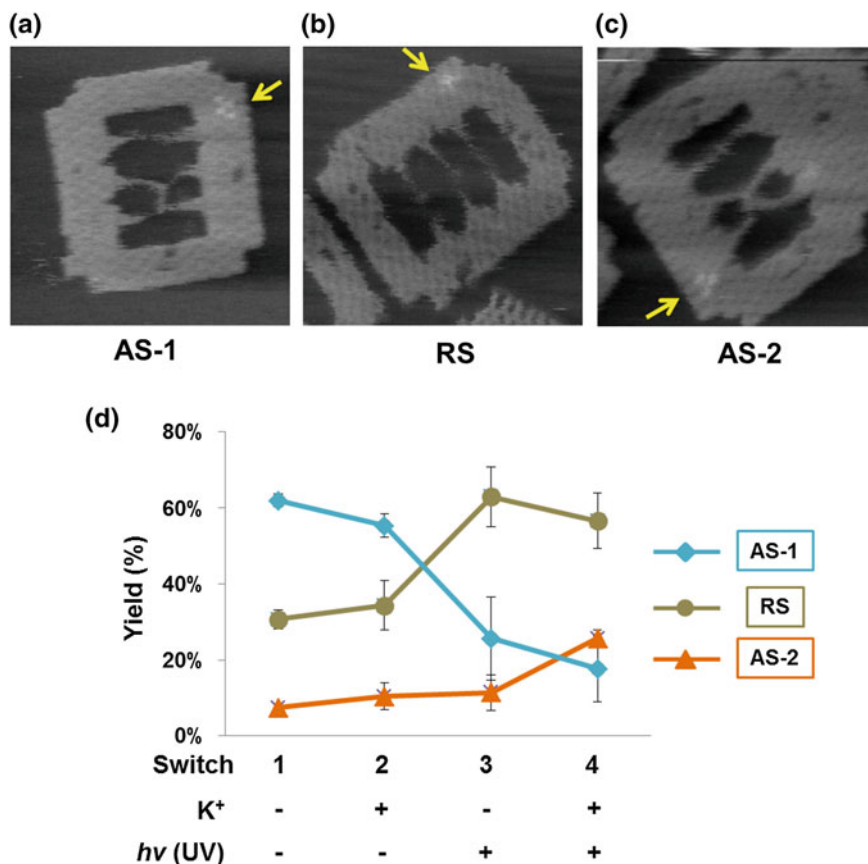 (a)
(b)
(c)
AS-1
RS
AS-2
(d)
80%
60%
40%
20%
0%
Yield (%)
AS-1
RS
AS-2
Switch 1 2 3 4
K⁺ - + - +
hv (UV) - - + +